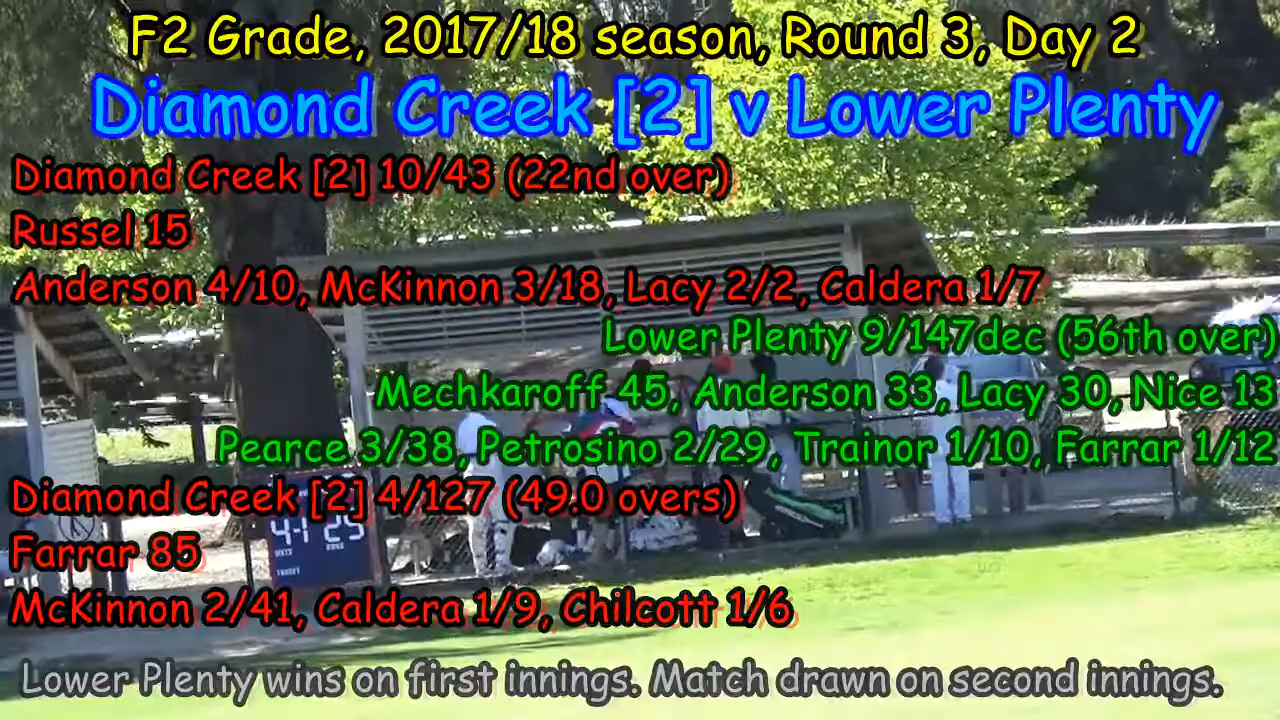 F2 Grade, 2017/18 season, Round 3, Day 2
Diamond Creek [2] v Lower Plenty
Diamond Creek [2] 10/43 (22nd over)
Russel 15
Anderson 4/10, McKinnon 3/18, Lacy 2/2, Caldera 1/7
Lower Plenty 9/147dec (56th over)
Mechkaroff 45, Anderson 33, Lacy 30, Nice 13
Pearce 3/38, Petrosino 2/29, Trainor 1/10, Farrar 1/12
Diamond Creek [2] 4/127 (49.0 overs)
Farrar 85
McKinnon 2/41, Caldera 1/9, Chilcott 1/6
Lower Plenty wins on first innings. Match drawn on second innings.